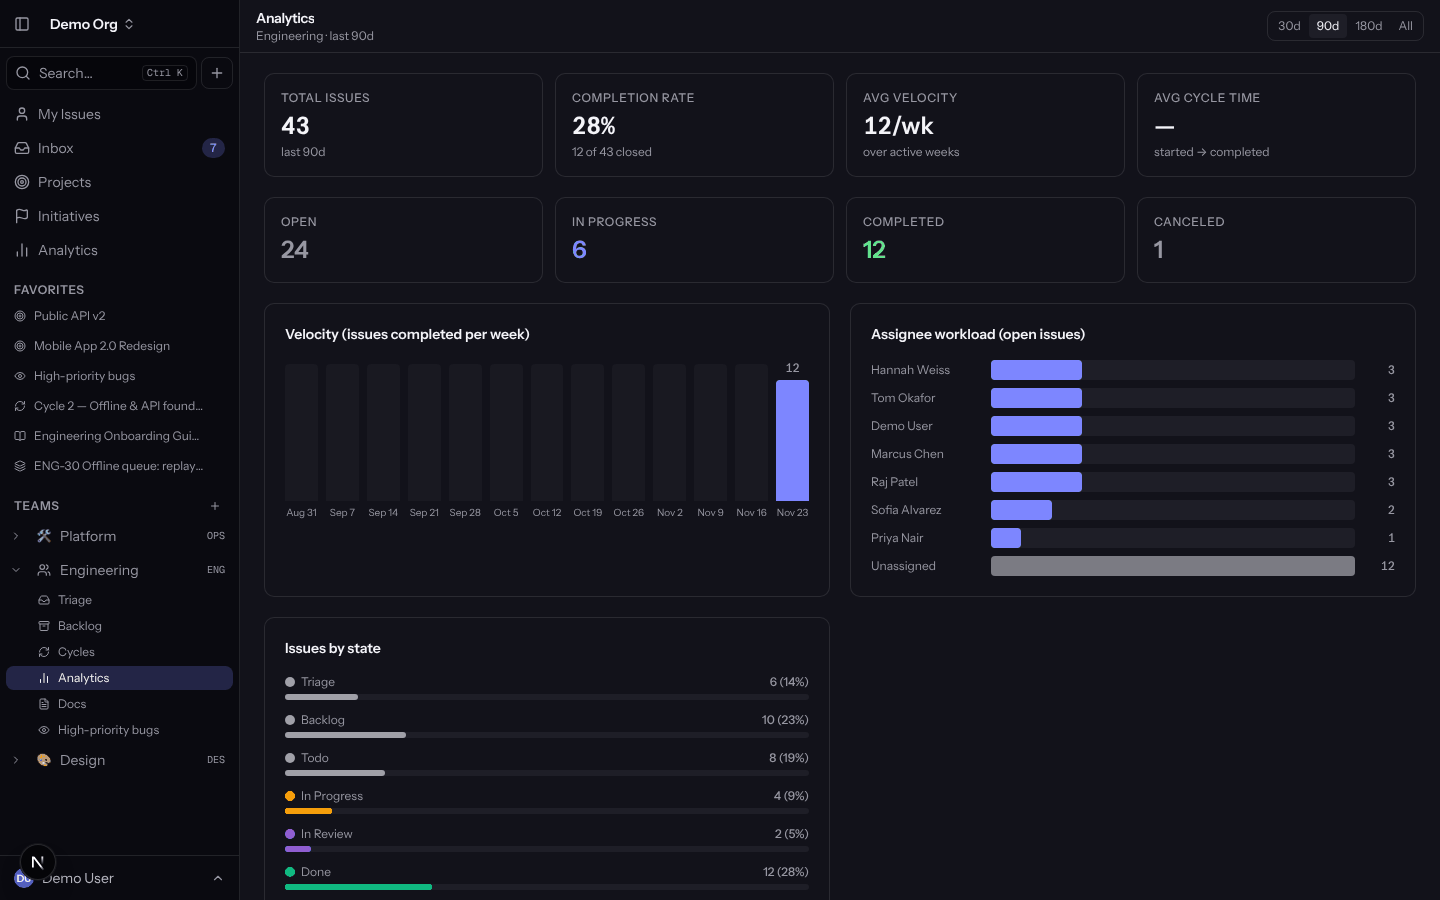 Demo Org
Search...
Ctrl K
My Issues
Inbox
7
Projects
Initiatives
Analytics
FAVORITES
Public API v2
Mobile App 2.0 Redesign
High-priority bugs
Cycle 2 — Offline & API found...
Engineering Onboarding Gui...
ENG-30 Offline queue: replay...
TEAMS
Platform
OPS
Engineering
ENG
Triage
Backlog
Cycles
Analytics
Docs
High-priority bugs
Design
DES
N
Demo User
Analytics
Engineering · last 90d
30d
90d
180d
All
TOTAL ISSUES
43
last 90d
COMPLETION RATE
28%
12 of 43 closed
AVG VELOCITY
12/wk
over active weeks
AVG CYCLE TIME
—
started → completed
OPEN
24
IN PROGRESS
6
COMPLETED
12
CANCELED
1
Velocity (issues completed per week)
12
Aug 31
Sep 7
Sep 14
Sep 21
Sep 28
Oct 5
Oct 12
Oct 19
Oct 26
Nov 2
Nov 9
Nov 16
Nov 23
Assignee workload (open issues)
Hannah Weiss 3
Tom Okafor 3
Demo User 3
Marcus Chen 3
Raj Patel 3
Sofia Alvarez 2
Priya Nair 1
Unassigned 12
Issues by state
Triage 6 (14%)
Backlog 10 (23%)
Todo 8 (19%)
In Progress 4 (9%)
In Review 2 (5%)
Done 12 (28%)